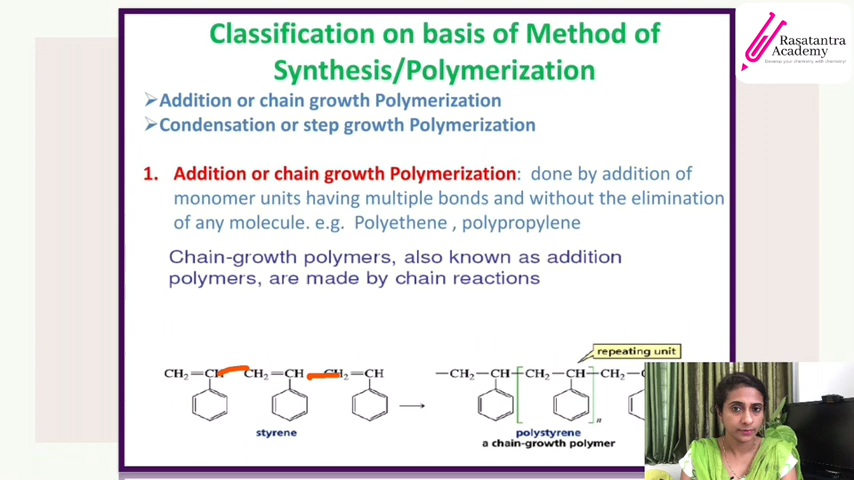 Classification on basis of Method of
Synthesis/Polymerization
Rasatantra
Academy
Develop your chemistry with chemistry!
➢Addition or chain growth Polymerization
➢Condensation or step growth Polymerization
1. Addition or chain growth Polymerization: done by addition of
monomer units having multiple bonds and without the elimination
of any molecule. e.g. Polyethene , polypropylene
Chain-growth polymers, also known as addition
polymers, are made by chain reactions
repeating unit
CH₂=CH CH₂=CH CH₂=CH → —CH₂—CH—CH₂—CH—CH₂—
n
styrene
polystyrene
a chain-growth polymer